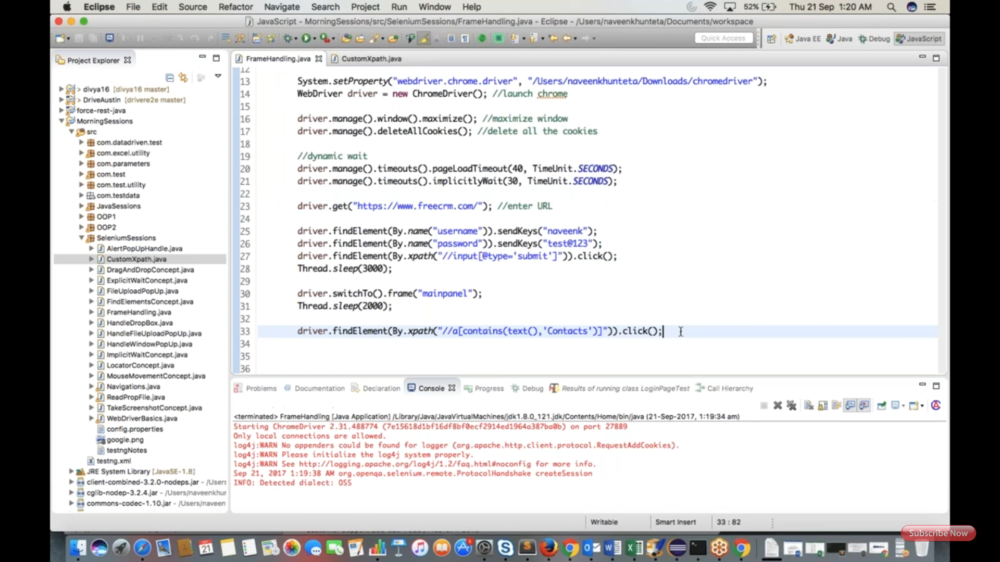 Eclipse File Edit Source Refactor Navigate Search Project Run Window Help 52% Thu 21 Sep 1:20 AM
JavaScript - MorningSessions/src/SeleniumSessions/FrameHandling.java - Eclipse - /Users/naveenkhunteta/Documents/workspace
Quick Access Java EE Java Debug JavaScript
Project Explorer
divya16 [divya16 master]
DriveAustin [drivere2e master]
force-rest-java
MorningSessions
src
com.datadriven.test
com.excel.utility
com.parameters
com.test
com.test.utility
com.testdata
JavaSessions
OOP1
OOP2
SeleniumSessions
AlertPopUpHandle.java
CustomXpath.java
DragAndDropConcept.java
ExplicitWaitConcept.java
FileUploadPopUp.java
FindElementsConcept.java
FrameHandling.java
HandleDropBox.java
HandleFileUploadPopUp.java
HandleWindowPopUp.java
ImplicitWaitConcept.java
LocatorConcept.java
MouseMovementConcept.java
Navigations.java
ReadPropFile.java
TakeScreenshotConcept.java
WebDriverBasics.java
config.properties
google.png
testngNotes
testng.xml
JRE System Library [JavaSE-1.8]
client-combined-3.2.0-nodeps.jar - /Users
cglib-nodep-3.2.4.jar - /Users/naveenkhur
commons-codec-1.10.jar - /Users/naveen
FrameHandling.java CustomXpath.java
12
13 System.setProperty("webdriver.chrome.driver", "/Users/naveenkhunteta/Downloads/chromedriver");
14 WebDriver driver = new ChromeDriver(); //launch chrome
15
16 driver.manage().window().maximize(); //maximize window
17 driver.manage().deleteAllCookies(); //delete all the cookies
18
19 //dynamic wait
20 driver.manage().timeouts().pageLoadTimeout(40, TimeUnit.SECONDS);
21 driver.manage().timeouts().implicitlyWait(30, TimeUnit.SECONDS);
22
23 driver.get("https://www.freecrm.com/"); //enter URL
24
25 driver.findElement(By.name("username")).sendKeys("naveenk");
26 driver.findElement(By.name("password")).sendKeys("test@123");
27 driver.findElement(By.xpath("//input[@type='submit']")).click();
28 Thread.sleep(3000);
29
30 driver.switchTo().frame("mainpanel");
31 Thread.sleep(2000);
32
33 driver.findElement(By.xpath("//a[contains(text(),'Contacts')]")).click();
34
35
36
Problems Documentation Declaration Console Progress Debug Results of running class LoginPageTest Call Hierarchy
<terminated> FrameHandling [Java Application] /Library/Java/JavaVirtualMachines/jdk1.8.0_121.jdk/Contents/Home/bin/java (21-Sep-2017, 1:19:34 am)
Starting ChromeDriver 2.31.488774 (7e15618d1bf16df8bf0ecf2914ed1964a387ba0b) on port 27889
Only local connections are allowed.
log4j:WARN No appenders could be found for logger (org.apache.http.client.protocol.RequestAddCookies).
log4j:WARN Please initialize the log4j system properly.
log4j:WARN See http://logging.apache.org/log4j/1.2/faq.html#noconfig for more info.
Sep 21, 2017 1:19:38 AM org.openqa.selenium.remote.ProtocolHandshake createSession
INFO: Detected dialect: OSS
Writable Smart Insert 33 : 82
Subscribe Now
21